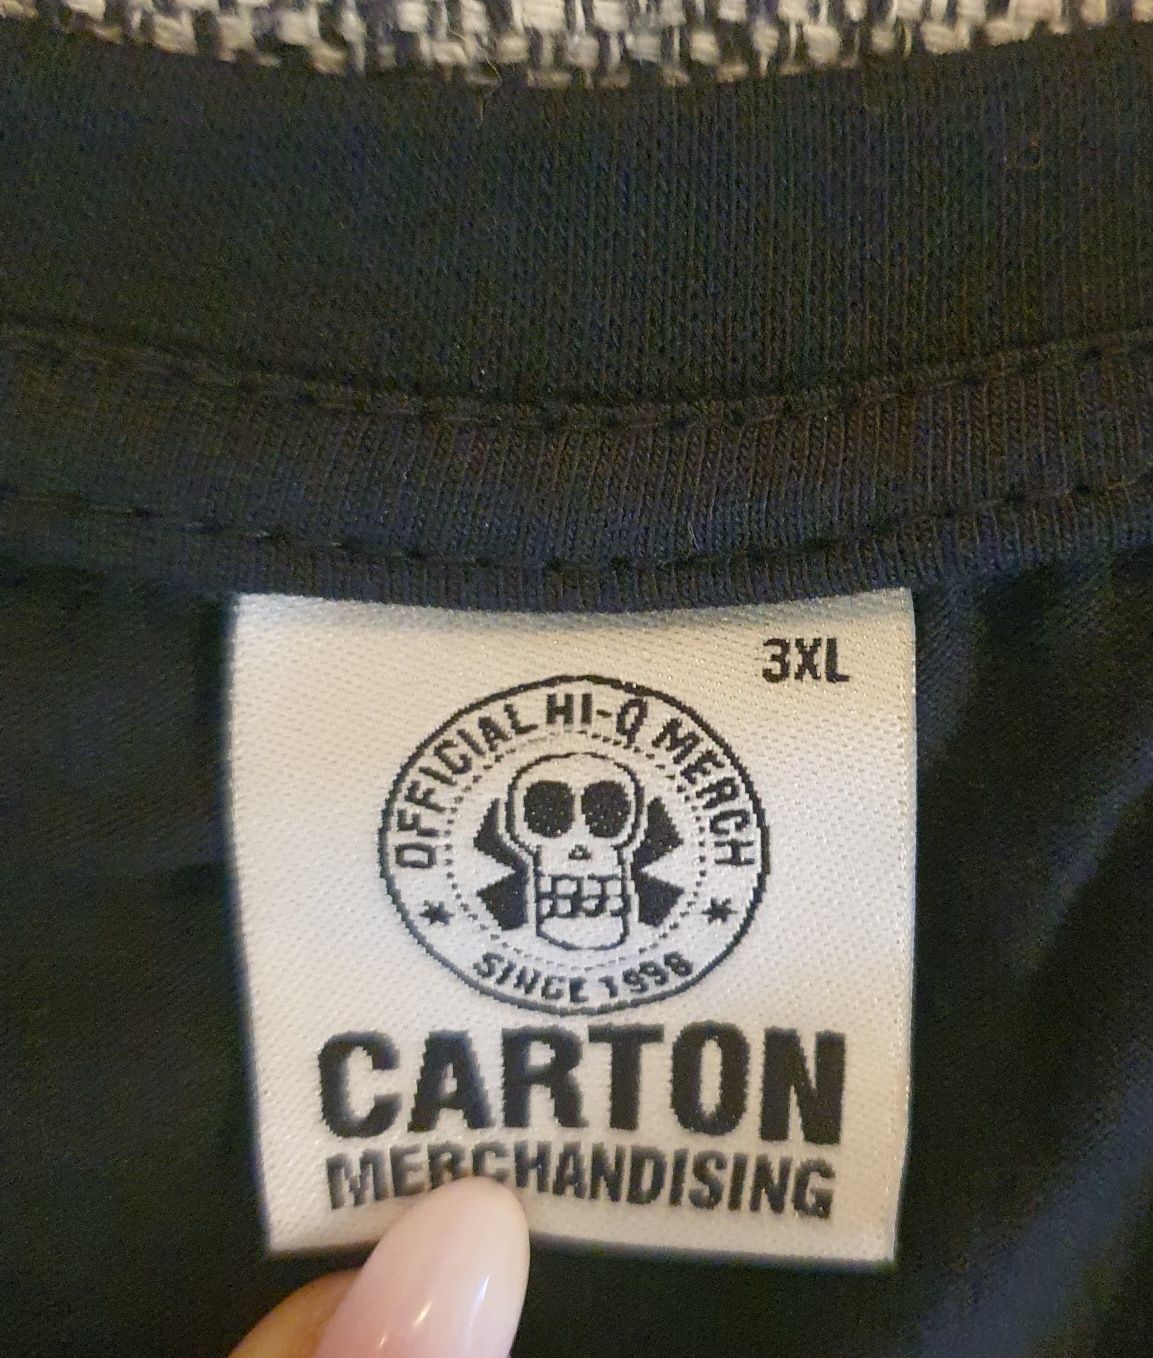 3XL
OFFICIAL HI-Q MERCH
* SINCE 1998 *
CARTON
MERCHANDISING